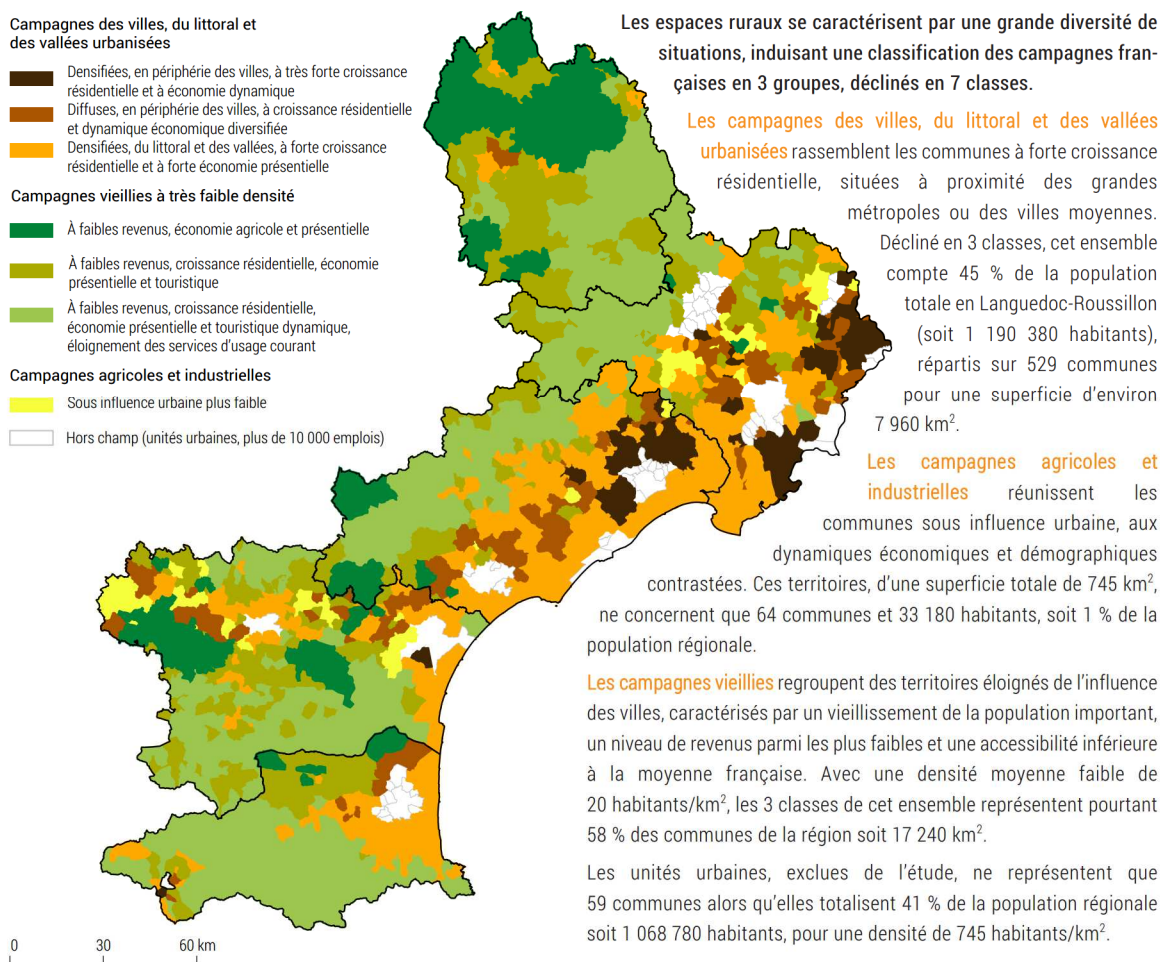 Campagnes des villes, du littoral et
des vallées urbanisées
Densifiées, en périphérie des villes, à très forte croissance
résidentielle et à économie dynamique
Diffuses, en périphérie des villes, à croissance résidentielle
et dynamique économique diversifiée
Densifiées, du littoral et des vallées, à forte croissance
résidentielle et à forte économie présentielle
Campagnes vieillies à très faible densité
À faibles revenus, économie agricole et présentielle
À faibles revenus, croissance résidentielle, économie
présentielle et touristique
À faibles revenus, croissance résidentielle,
économie présentielle et touristique dynamique,
éloignement des services d'usage courant
Campagnes agricoles et industrielles
Sous influence urbaine plus faible
Hors champ (unités urbaines, plus de 10 000 emplois)
0 30 60 km
Les espaces ruraux se caractérisent par une grande diversité de
situations, induisant une classification des campagnes fran-
çaises en 3 groupes, déclinés en 7 classes.
Les campagnes des villes, du littoral et des vallées
urbanisées rassemblent les communes à forte croissance
résidentielle, situées à proximité des grandes
métropoles ou des villes moyennes.
Décliné en 3 classes, cet ensemble
compte 45 % de la population
totale en Languedoc-Roussillon
(soit 1 190 380 habitants),
répartis sur 529 communes
pour une superficie d'environ
7 960 km².
Les campagnes agricoles et
industrielles réunissent les
communes sous influence urbaine, aux
dynamiques économiques et démographiques
contrastées. Ces territoires, d'une superficie totale de 745 km²,
ne concernent que 64 communes et 33 180 habitants, soit 1 % de la
population régionale.
Les campagnes vieillies regroupent des territoires éloignés de l'influence
des villes, caractérisés par un vieillissement de la population important,
un niveau de revenus parmi les plus faibles et une accessibilité inférieure
à la moyenne française. Avec une densité moyenne faible de
20 habitants/km², les 3 classes de cet ensemble représentent pourtant
58 % des communes de la région soit 17 240 km².
Les unités urbaines, exclues de l'étude, ne représentent que
59 communes alors qu'elles totalisent 41 % de la population régionale
soit 1 068 780 habitants, pour une densité de 745 habitants/km².